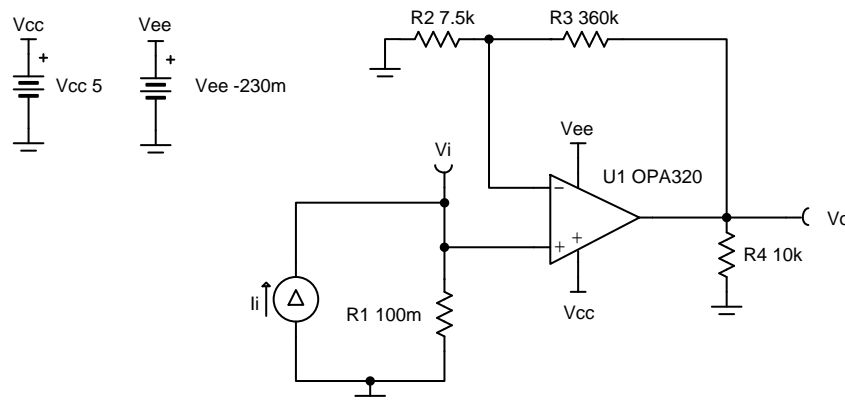 Vcc
Vee
Vcc 5
Vee -230m
R2 7.5k
R3 360k
Vee
U1 OPA320
Vi
R4 10k
Ii
R1 100m
Vcc